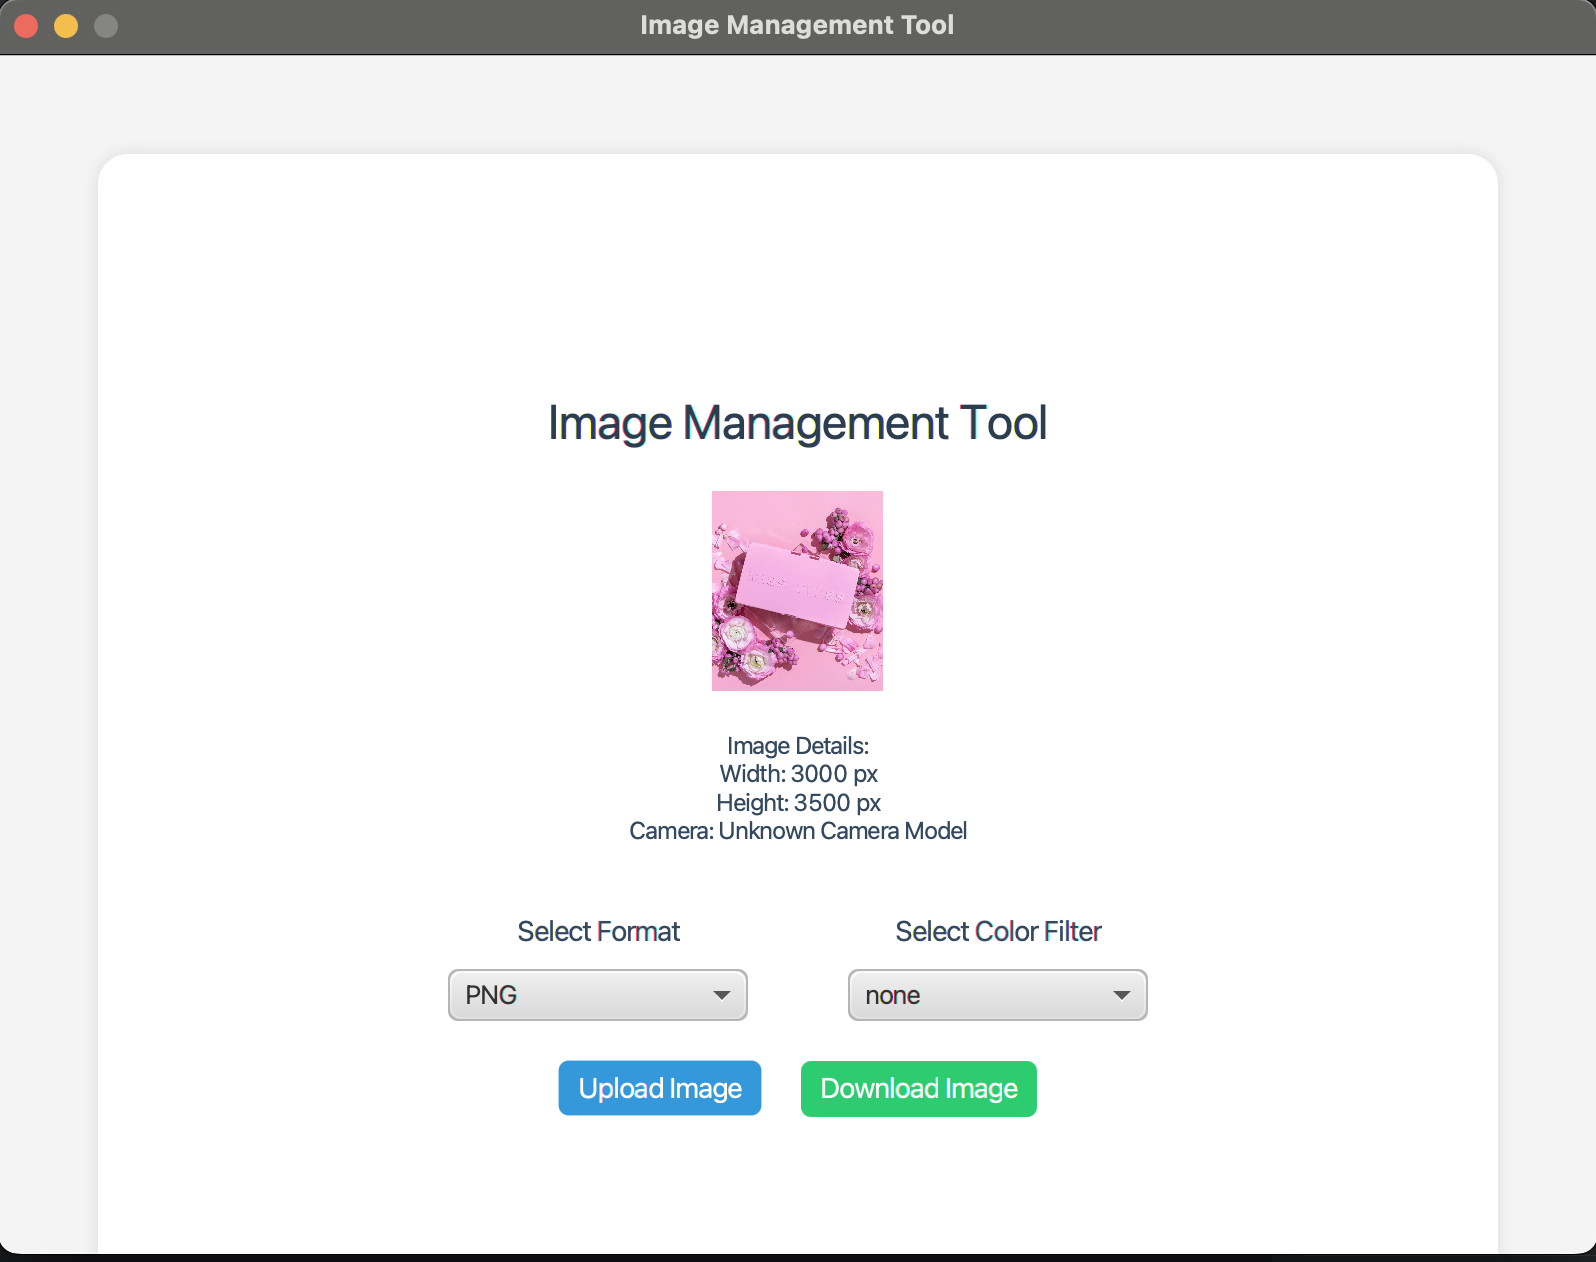 Image Management Tool
Image Management Tool
Image Details:
Width: 3000 px
Height: 3500 px
Camera: Unknown Camera Model
Select Format
Select Color Filter
PNG
none
Upload Image
Download Image